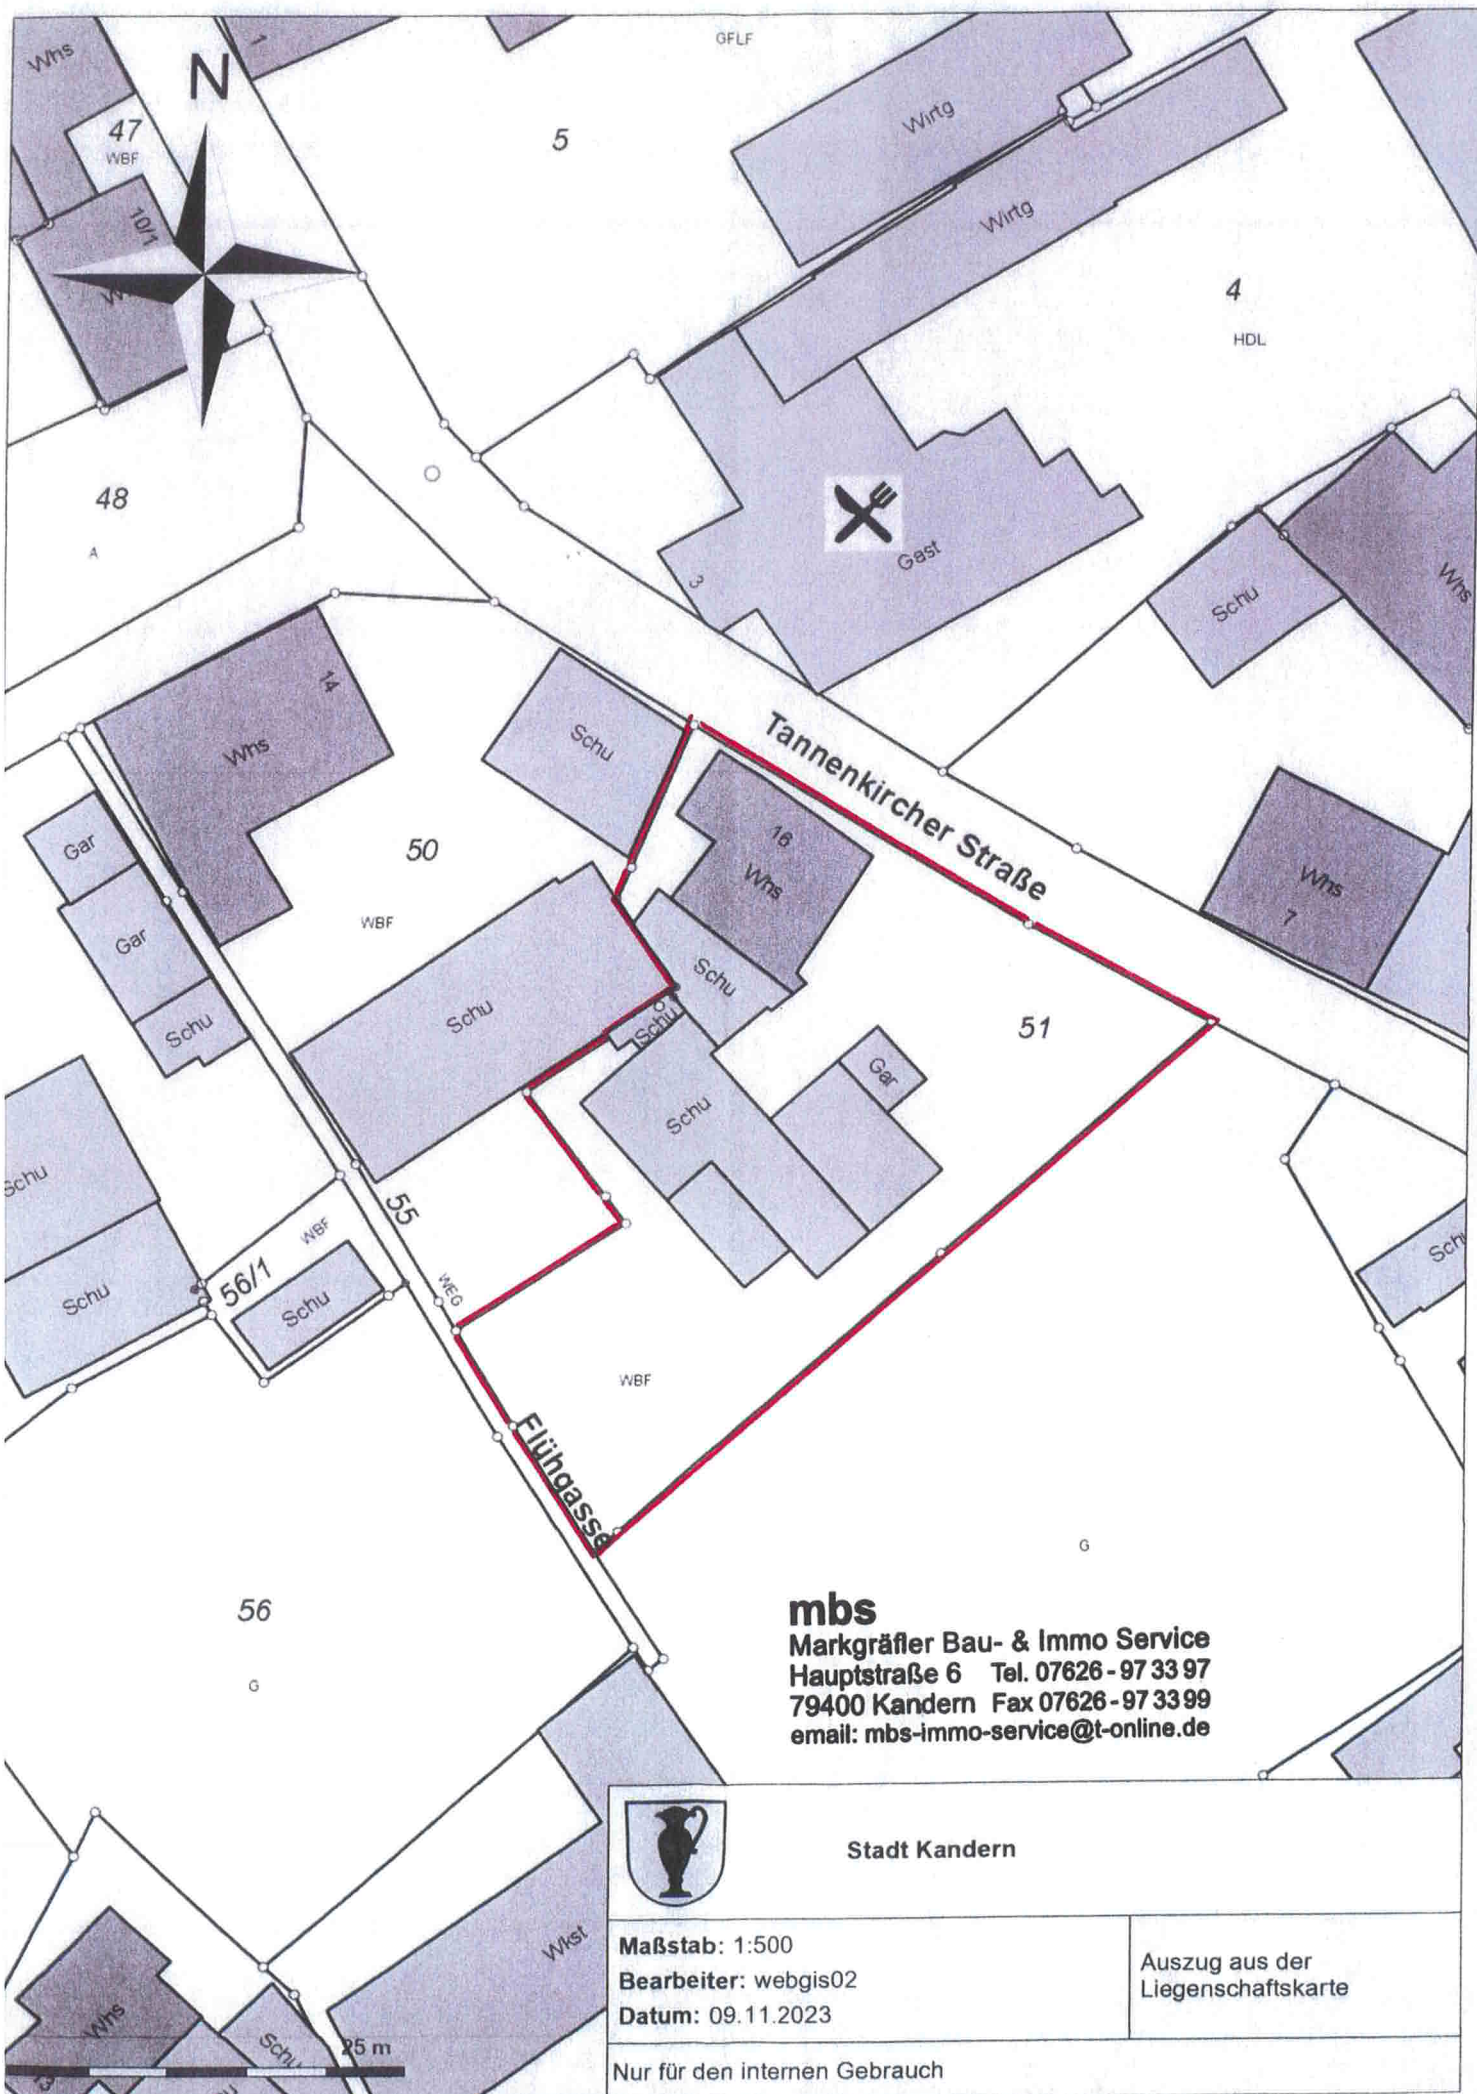 Whs
1
GFLF
N
47
WBF
5
Wirtg
10/1
Wirtg
4
HDL
48
A
3
Gast
Schu
Whs
14
Whs
Schu
Tannenkircher Straße
Gar
50
16
Whs
Whs
7
WBF
Gar
Schu
Schu
Schu
Schu
51
Gar
Schu
Schu
55
WBF
Schu
56/1
Schu
Schu
WEG
WBF
Flühgasse
G
56
G
mbs
Markgräfler Bau- & Immo Service
Hauptstraße 6 Tel. 07626-97 33 97
79400 Kandern Fax 07626-97 33 99
email: mbs-immo-service@t-online.de
Stadt Kandern
Wkst
Maßstab: 1:500
Bearbeiter: webgis02
Datum: 09.11.2023
Auszug aus der
Liegenschaftskarte
Whs
Schu
25 m
Nur für den internen Gebrauch